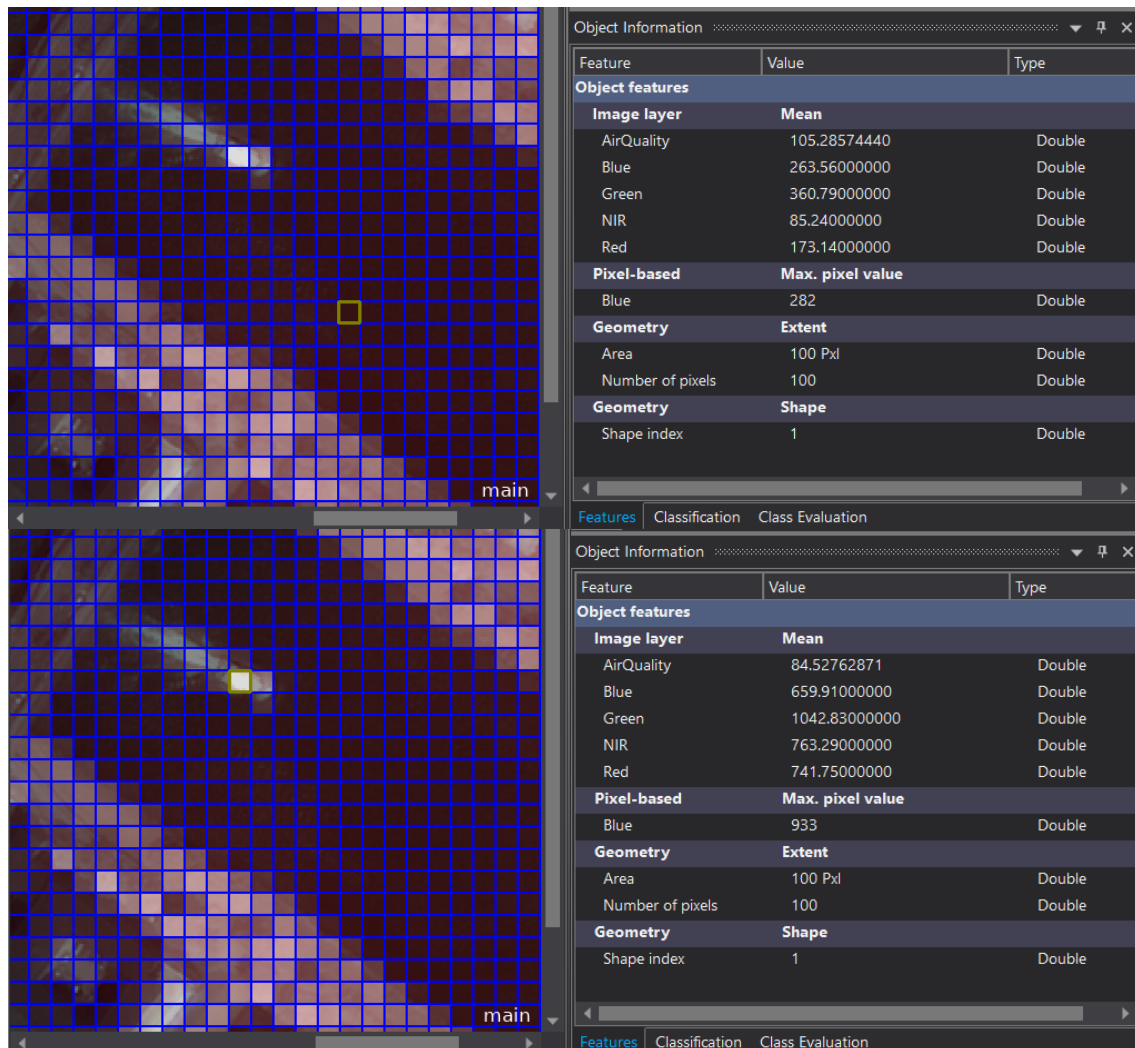 Object Information
Feature Value Type
Object features
Image layer Mean
AirQuality 105.28574440 Double
Blue 263.56000000 Double
Green 360.79000000 Double
NIR 85.24000000 Double
Red 173.14000000 Double
Pixel-based Max. pixel value
Blue 282 Double
Geometry Extent
Area 100 Pxl Double
Number of pixels 100 Double
Geometry Shape
Shape index 1 Double
main
Features Classification Class Evaluation
Object Information
Feature Value Type
Object features
Image layer Mean
AirQuality 84.52762871 Double
Blue 659.91000000 Double
Green 1042.83000000 Double
NIR 763.29000000 Double
Red 741.75000000 Double
Pixel-based Max. pixel value
Blue 933 Double
Geometry Extent
Area 100 Pxl Double
Number of pixels 100 Double
Geometry Shape
Shape index 1 Double
main
Features Classification Class Evaluation